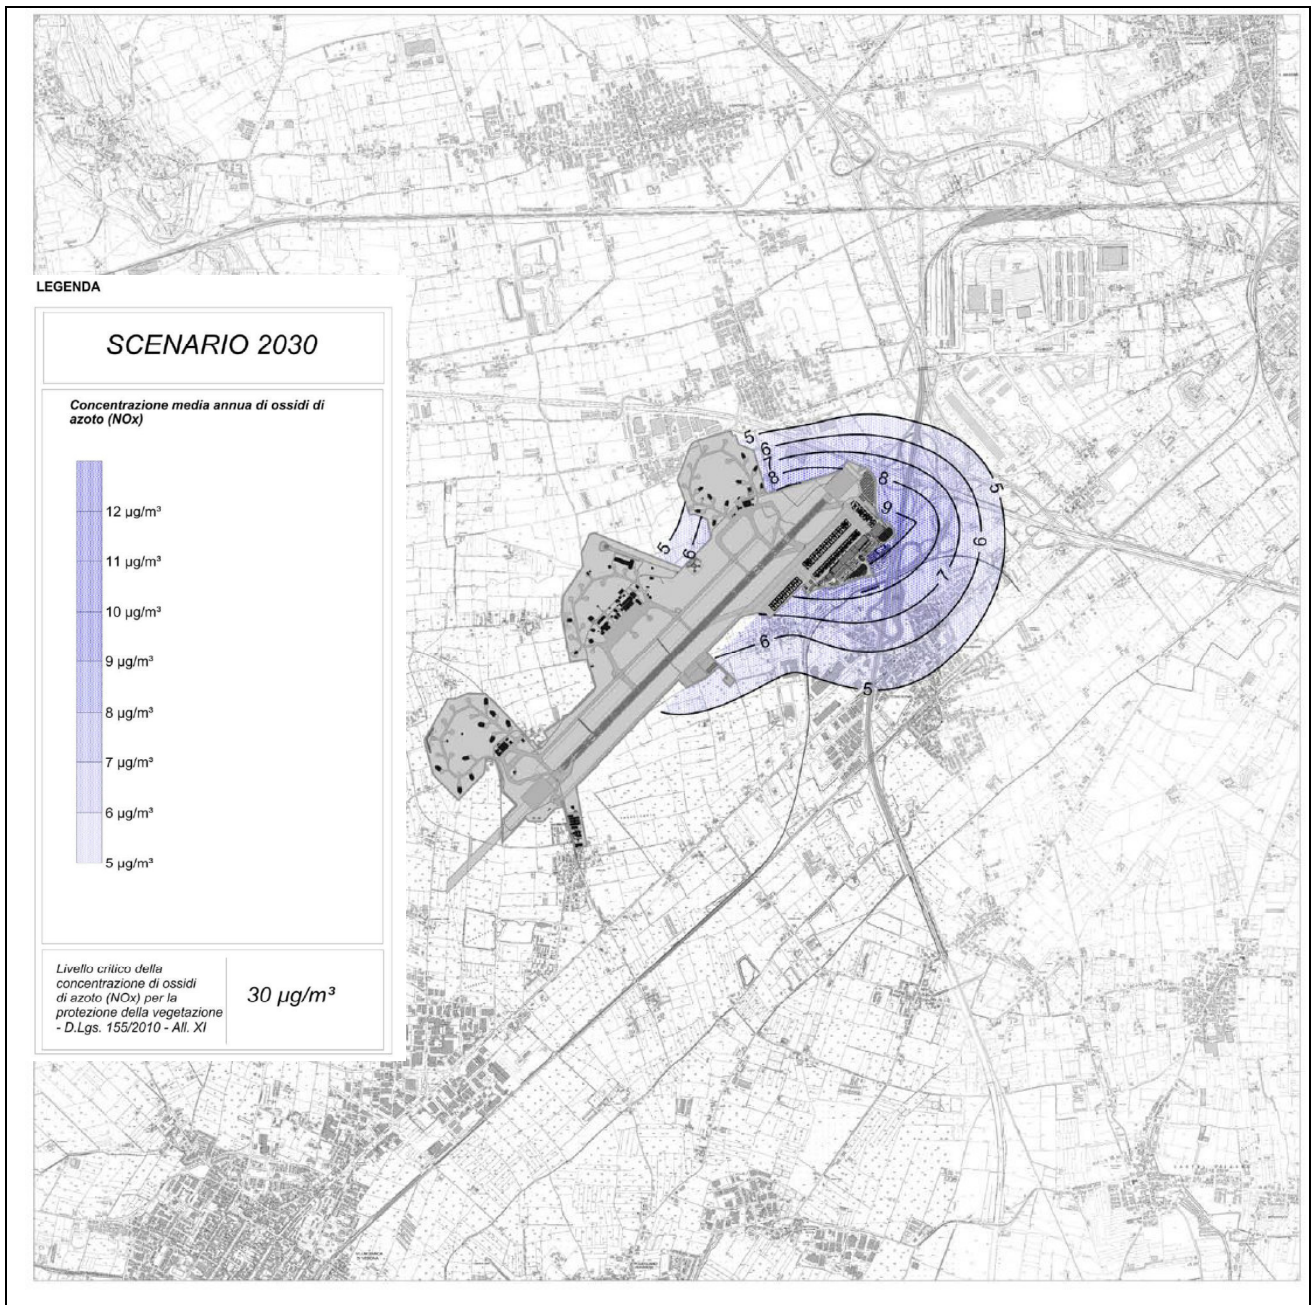 LEGENDA
SCENARIO 2030
Concentrazione media annua di ossidi di
azoto (NOx)
12 µg/m³
11 µg/m³
10 µg/m³
9 µg/m³
8 µg/m³
7 µg/m³
6 µg/m³
5 µg/m³
Livello critico della
concentrazione di ossidi
di azoto (NOx) per la
protezione della vegetazione
- D.Lgs. 155/2010 - All. XI
30 µg/m³
5
6
7
8
8
9
5
5
6
6
7
6
5